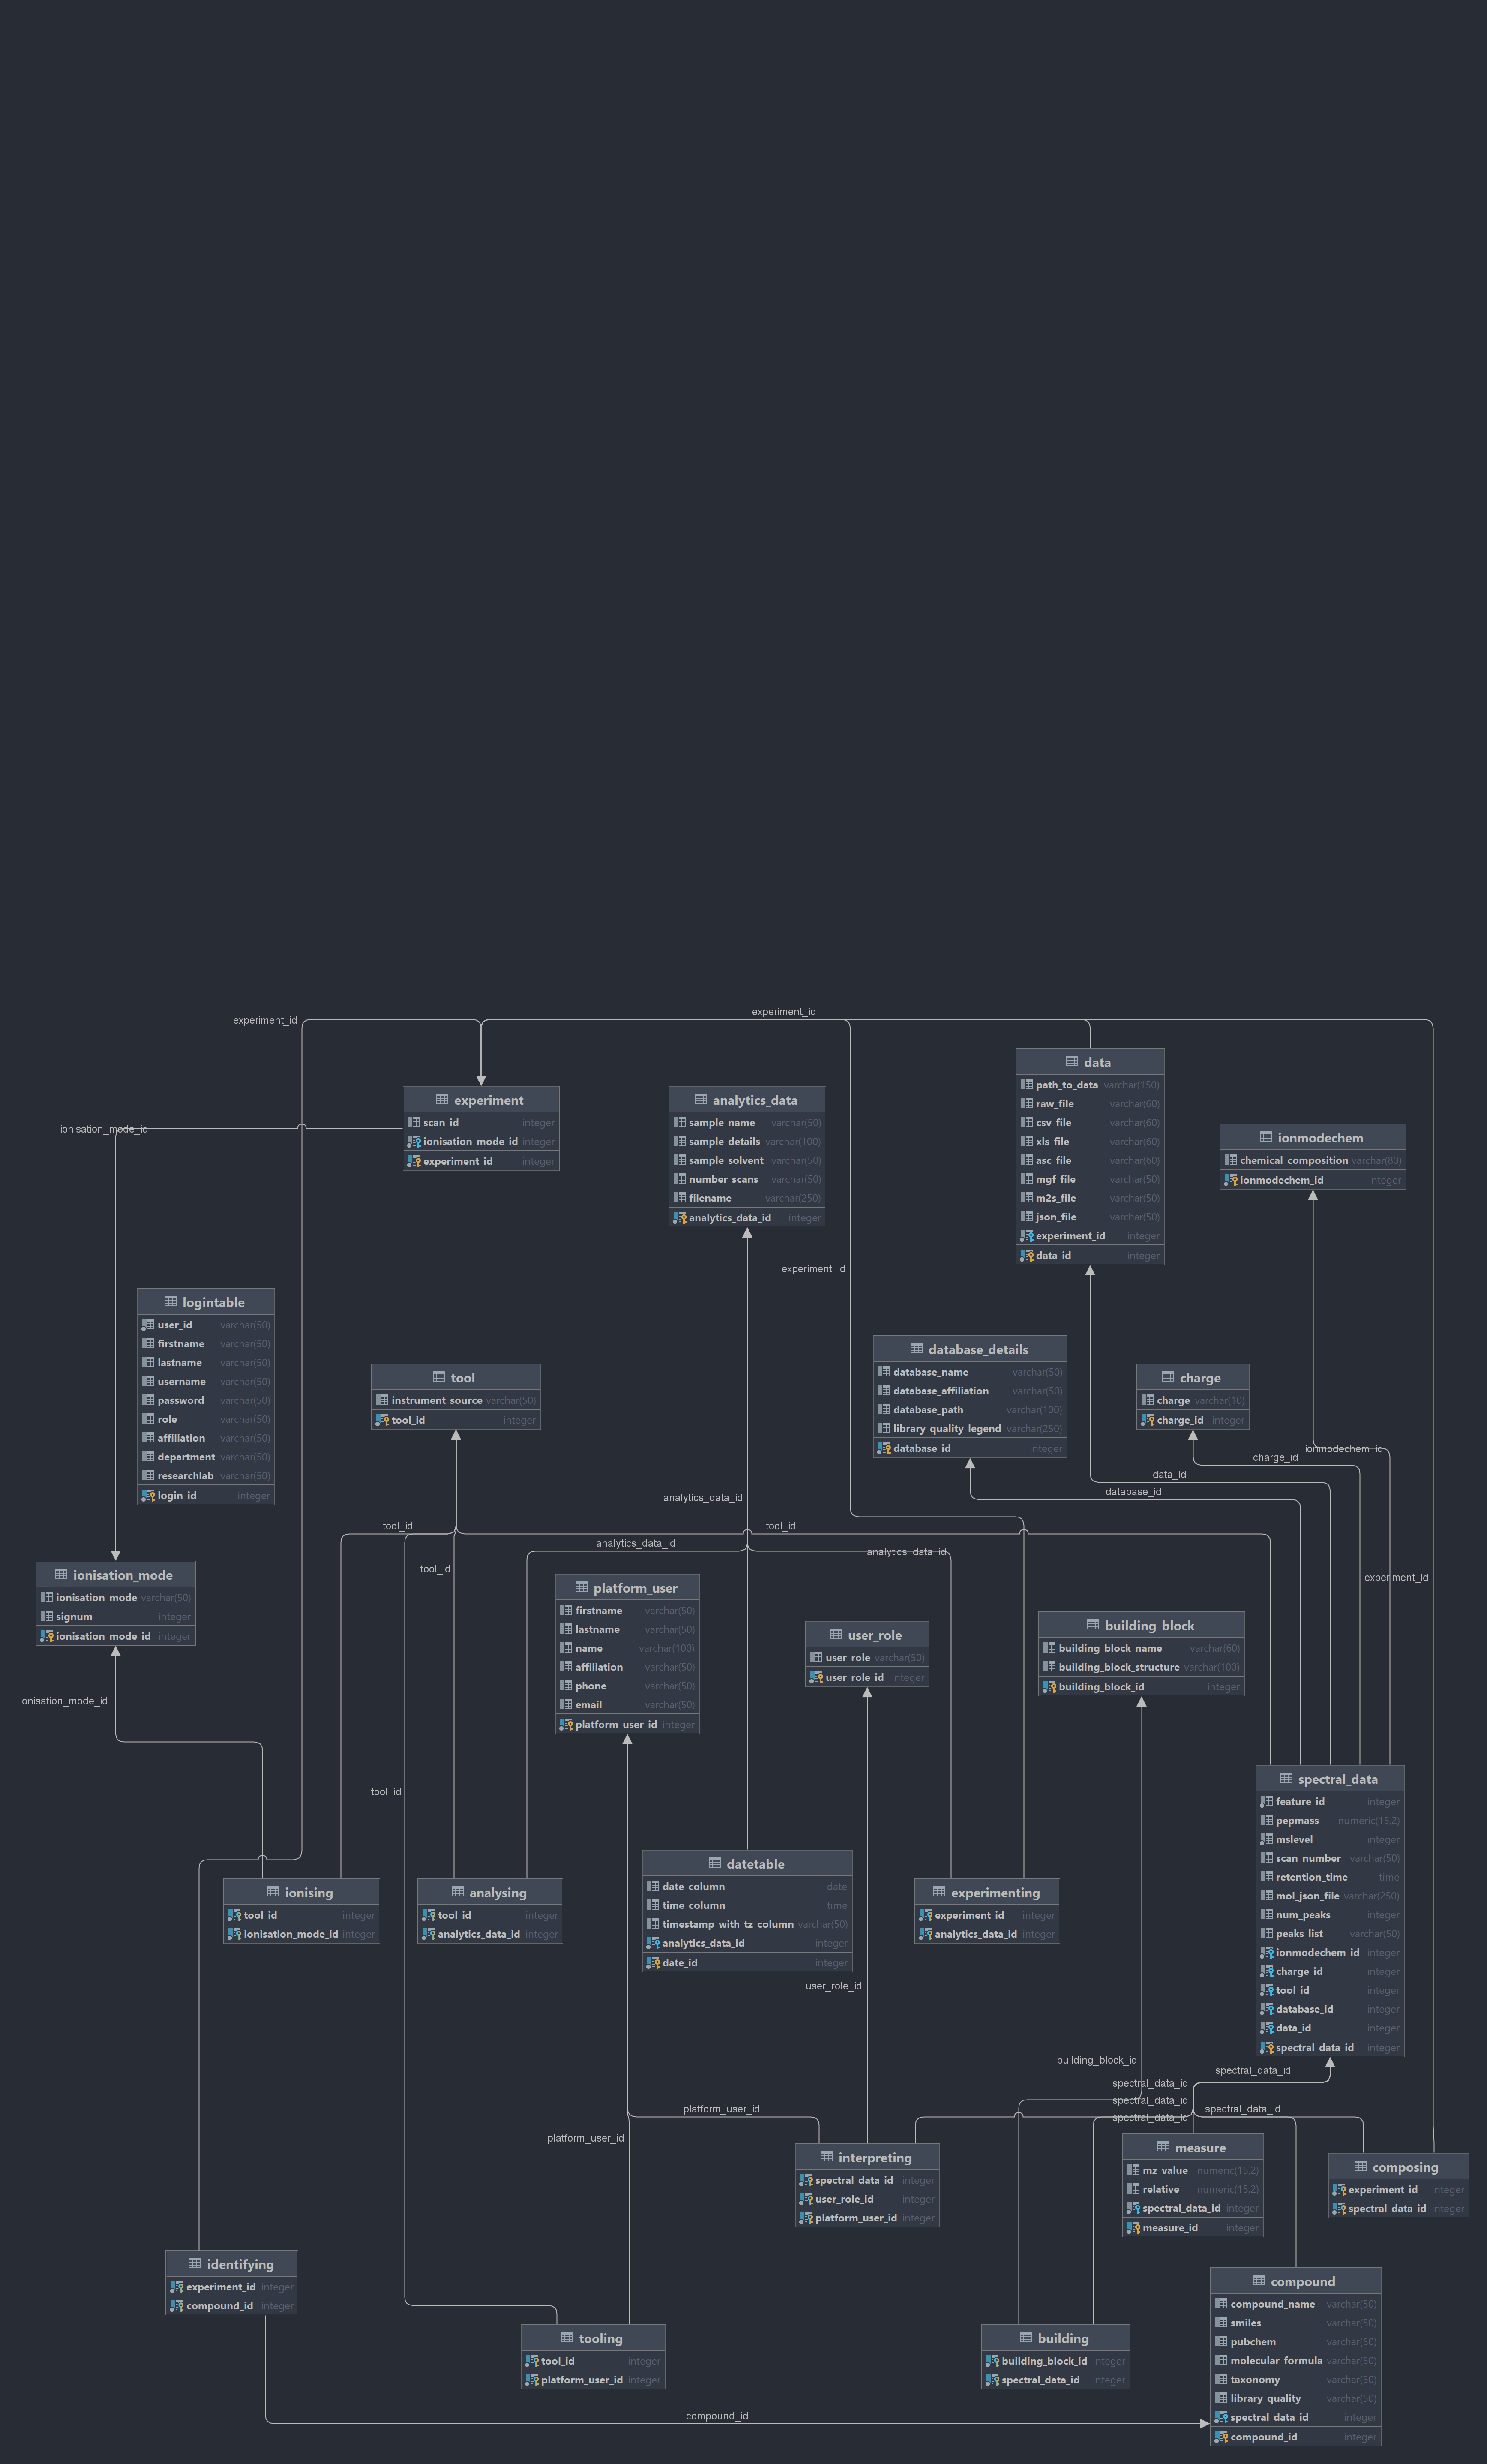 experiment_id
experiment_id
data
path_to_data varchar(150)
raw_file varchar(60)
csv_file varchar(60)
xls_file varchar(60)
asc_file varchar(60)
mgf_file varchar(50)
m2s_file varchar(50)
json_file varchar(50)
experiment_id integer
data_id integer
experiment
scan_id integer
ionisation_mode_id integer
experiment_id integer
analytics_data
sample_name varchar(50)
sample_details varchar(100)
sample_solvent varchar(50)
number_scans varchar(50)
filename varchar(250)
analytics_data_id integer
ionisation_mode_id
ionmodechem
chemical_composition varchar(80)
ionmodechem_id integer
experiment_id
logintable
user_id varchar(50)
firstname varchar(50)
lastname varchar(50)
username varchar(50)
password varchar(50)
role varchar(50)
affiliation varchar(50)
department varchar(50)
researchlab varchar(50)
login_id integer
database_details
database_name varchar(50)
database_affiliation varchar(50)
database_path varchar(100)
library_quality_legend varchar(250)
database_id integer
tool
instrument_source varchar(50)
tool_id integer
charge
charge varchar(10)
charge_id integer
ionmodechem_id
charge_id
data_id
database_id
analytics_data_id
tool_id
tool_id
analytics_data_id
analytics_data_id
tool_id
experiment_id
ionisation_mode
ionisation_mode varchar(50)
signum integer
ionisation_mode_id integer
platform_user
firstname varchar(50)
lastname varchar(50)
name varchar(100)
affiliation varchar(50)
phone varchar(50)
email varchar(50)
platform_user_id integer
user_role
user_role varchar(50)
user_role_id integer
building_block
building_block_name varchar(60)
building_block_structure varchar(100)
building_block_id integer
ionisation_mode_id
tool_id
spectral_data
feature_id integer
pepmass numeric(15,2)
mslevel integer
scan_number varchar(50)
retention_time time
mol_json_file varchar(250)
num_peaks integer
peaks_list varchar(50)
ionmodechem_id integer
charge_id integer
tool_id integer
database_id integer
data_id integer
spectral_data_id integer
datetable
date_column date
time_column time
timestamp_with_tz_column varchar(50)
analytics_data_id integer
date_id integer
ionising
tool_id integer
ionisation_mode_id integer
analysing
tool_id integer
analytics_data_id integer
experimenting
experiment_id integer
analytics_data_id integer
user_role_id
building_block_id
spectral_data_id
spectral_data_id
spectral_data_id
spectral_data_id
spectral_data_id
platform_user_id
platform_user_id
interpreting
spectral_data_id integer
user_role_id integer
platform_user_id integer
measure
mz_value numeric(15,2)
relative numeric(15,2)
spectral_data_id integer
measure_id integer
composing
experiment_id integer
spectral_data_id integer
identifying
experiment_id integer
compound_id integer
compound
compound_name varchar(50)
smiles varchar(50)
pubchem varchar(50)
molecular_formula varchar(50)
taxonomy varchar(50)
library_quality varchar(50)
spectral_data_id integer
compound_id integer
tooling
tool_id integer
platform_user_id integer
building
building_block_id integer
spectral_data_id integer
compound_id